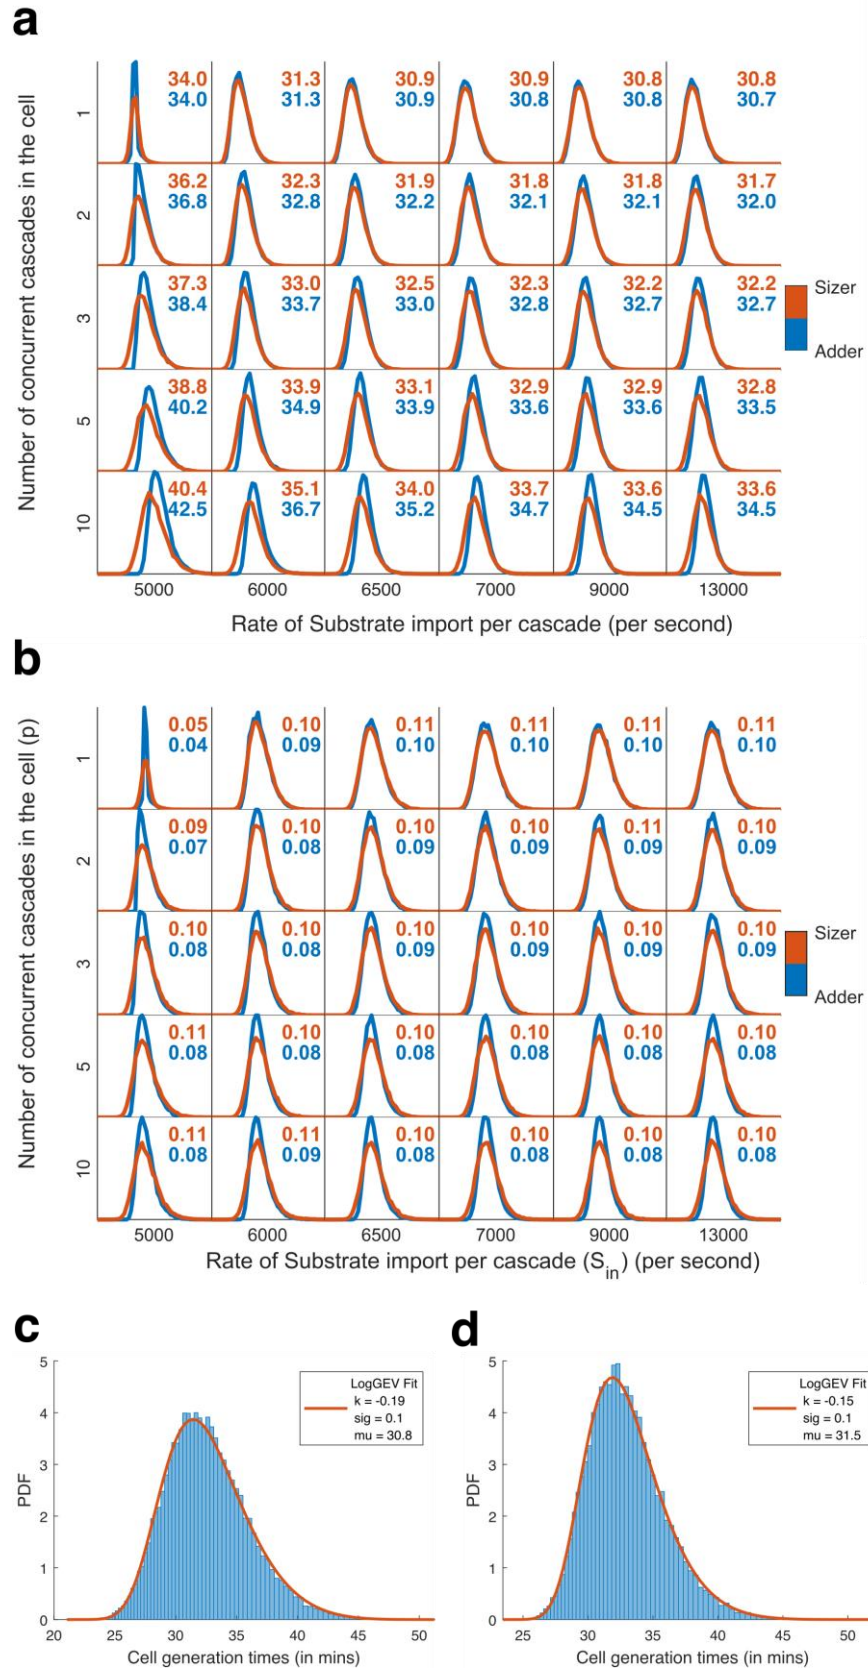 a
Number of concurrent cascades in the cell
1
34.0 31.3 30.9 30.9 30.8 30.8
34.0 31.3 30.9 30.8 30.8 30.7
2
36.2 32.3 31.9 31.8 31.8 31.7
36.8 32.8 32.2 32.1 32.1 32.0
3
37.3 33.0 32.5 32.3 32.2 32.2
38.4 33.7 33.0 32.8 32.7 32.7
5
38.8 33.9 33.1 32.9 32.9 32.8
40.2 34.9 33.9 33.6 33.6 33.5
10
40.4 35.1 34.0 33.7 33.6 33.6
42.5 36.7 35.2 34.7 34.5 34.5
Sizer
Adder
5000 6000 6500 7000 9000 13000
Rate of Substrate import per cascade (per second)
b
Number of concurrent cascades in the cell (p)
1
0.05 0.10 0.11 0.11 0.11 0.11
0.04 0.09 0.10 0.10 0.10 0.10
2
0.09 0.10 0.10 0.10 0.11 0.10
0.07 0.08 0.09 0.09 0.09 0.09
3
0.10 0.10 0.10 0.10 0.10 0.10
0.08 0.08 0.09 0.09 0.09 0.09
5
0.11 0.10 0.10 0.10 0.10 0.10
0.08 0.08 0.08 0.08 0.08 0.08
10
0.11 0.11 0.10 0.10 0.10 0.10
0.08 0.09 0.08 0.08 0.08 0.08
Sizer
Adder
5000 6000 6500 7000 9000 13000
Rate of Substrate import per cascade (S_in) (per second)
c
5
4
3
2
1
0
PDF
LogGEV Fit
k = -0.19
sig = 0.1
mu = 30.8
20 25 30 35 40 45 50
Cell generation times (in mins)
d
5
4
3
2
1
0
PDF
LogGEV Fit
k = -0.15
sig = 0.1
mu = 31.5
25 30 35 40 45 50
Cell generation times (in mins)